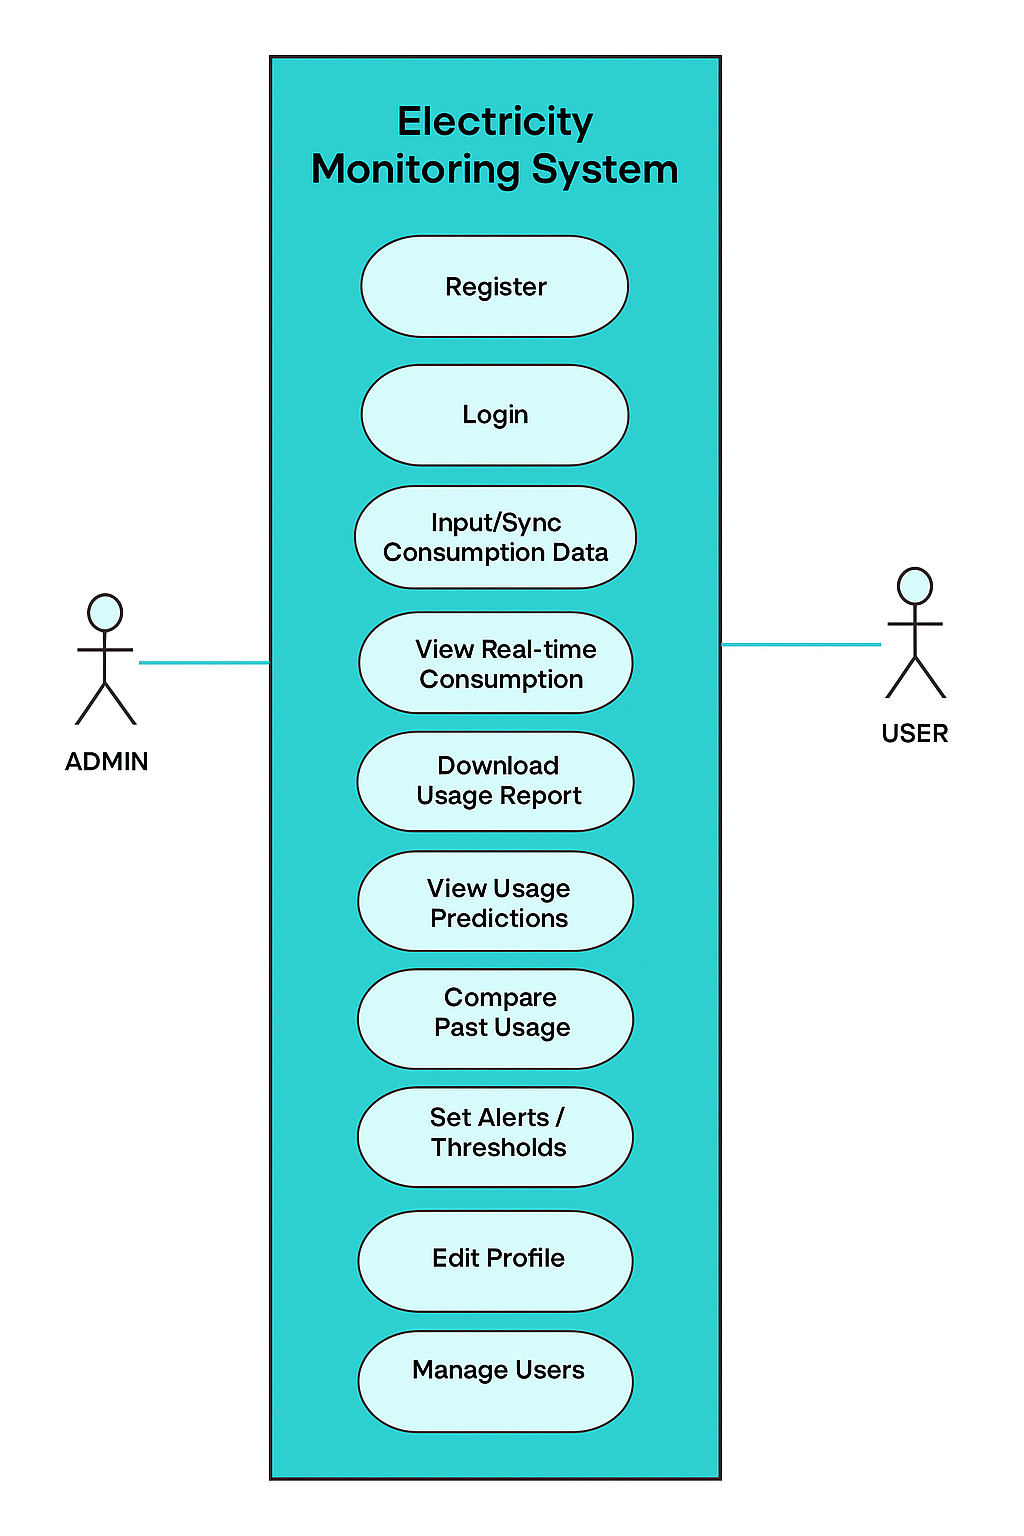 Electricity
Monitoring System
Register
Login
Input/Sync
Consumption Data
View Real-time
Consumption
Download
Usage Report
View Usage
Predictions
Compare
Past Usage
Set Alerts /
Thresholds
Edit Profile
Manage Users
ADMIN
USER